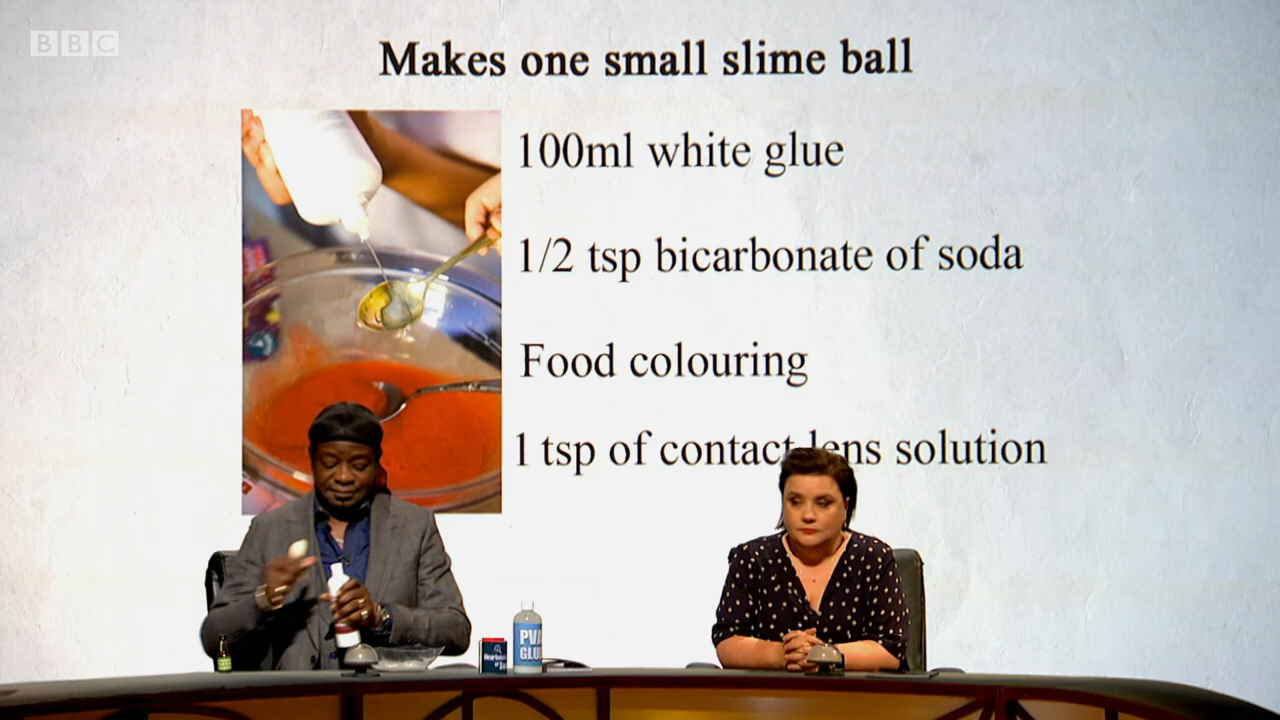 BBC
Makes one small slime ball
100ml white glue
1/2 tsp bicarbonate of soda
Food colouring
1 tsp of contact lens solution
PVA
GLUE